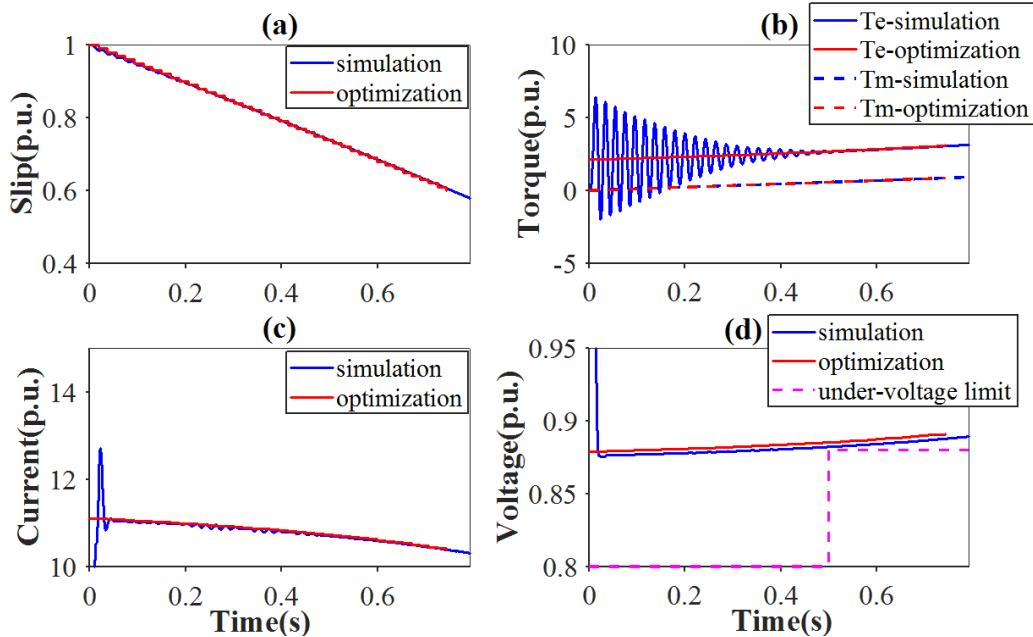 (a)
Slip(p.u.)
1
0.8
0.6
0.4
0
0.2
0.4
0.6
simulation
optimization
(b)
Torque(p.u.)
10
5
0
-5
0
0.2
0.4
0.6
Te-simulation
Te-optimization
Tm-simulation
Tm-optimization
(c)
Current(p.u.)
14
12
10
0
0.2
0.4
0.6
Time(s)
simulation
optimization
(d)
Voltage(p.u.)
0.95
0.9
0.85
0.8
0
0.2
0.4
0.6
Time(s)
simulation
optimization
under-voltage limit